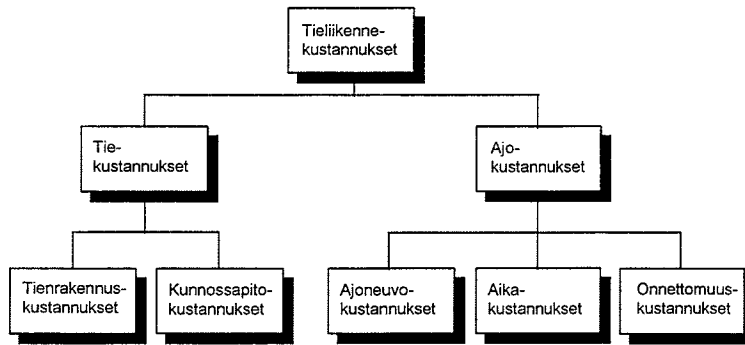 Tieliikenne-
kustannukset
Tie-
kustannukset
Ajo-
kustannukset
Tienrakennus-
kustannukset
Kunnossapito-
kustannukset
Ajoneuvo-
kustannukset
Aika-
kustannukset
Onnettomuus-
kustannukset